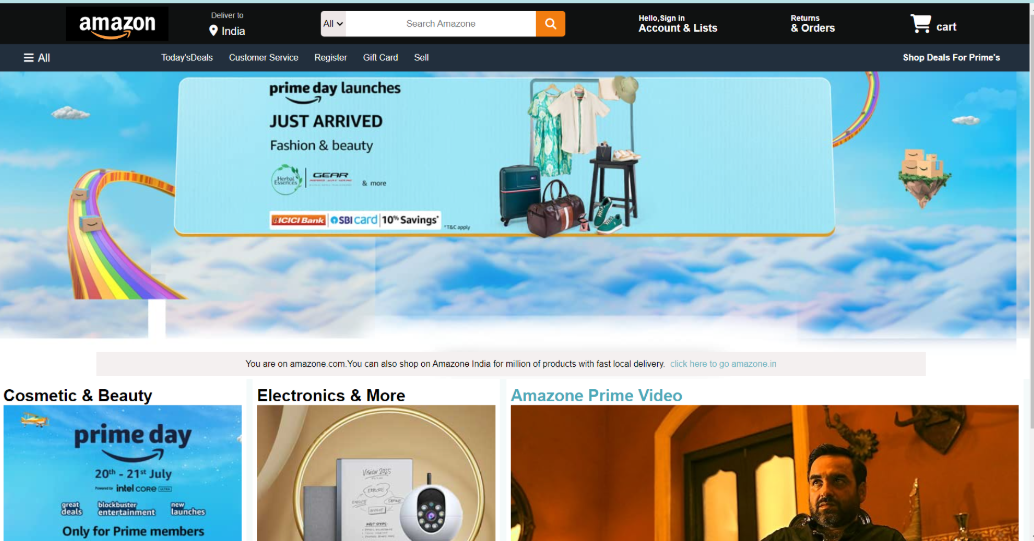 amazon
Deliver to
India
All
Search Amazone
Hello,Sign in
Account & Lists
Returns
& Orders
cart
All
Today'sDeals
Customer Service
Register
Gift Card
Sell
Shop Deals For Prime's
prime day launches
JUST ARRIVED
Fashion & beauty
Herbal Essences
GEAR
& more
ICICI Bank
SBI card
10% Savings*
*T&C apply
You are on amazone.com.You can also shop on Amazone India for million of products with fast local delivery. click here to go amazone.in
Cosmetic & Beauty
Electronics & More
Amazone Prime Video
prime day
20th - 21st July
Powered by intel CORE ULTRA
great deals
blockbuster entertainment
new launches
Only for Prime members
Vision 2025